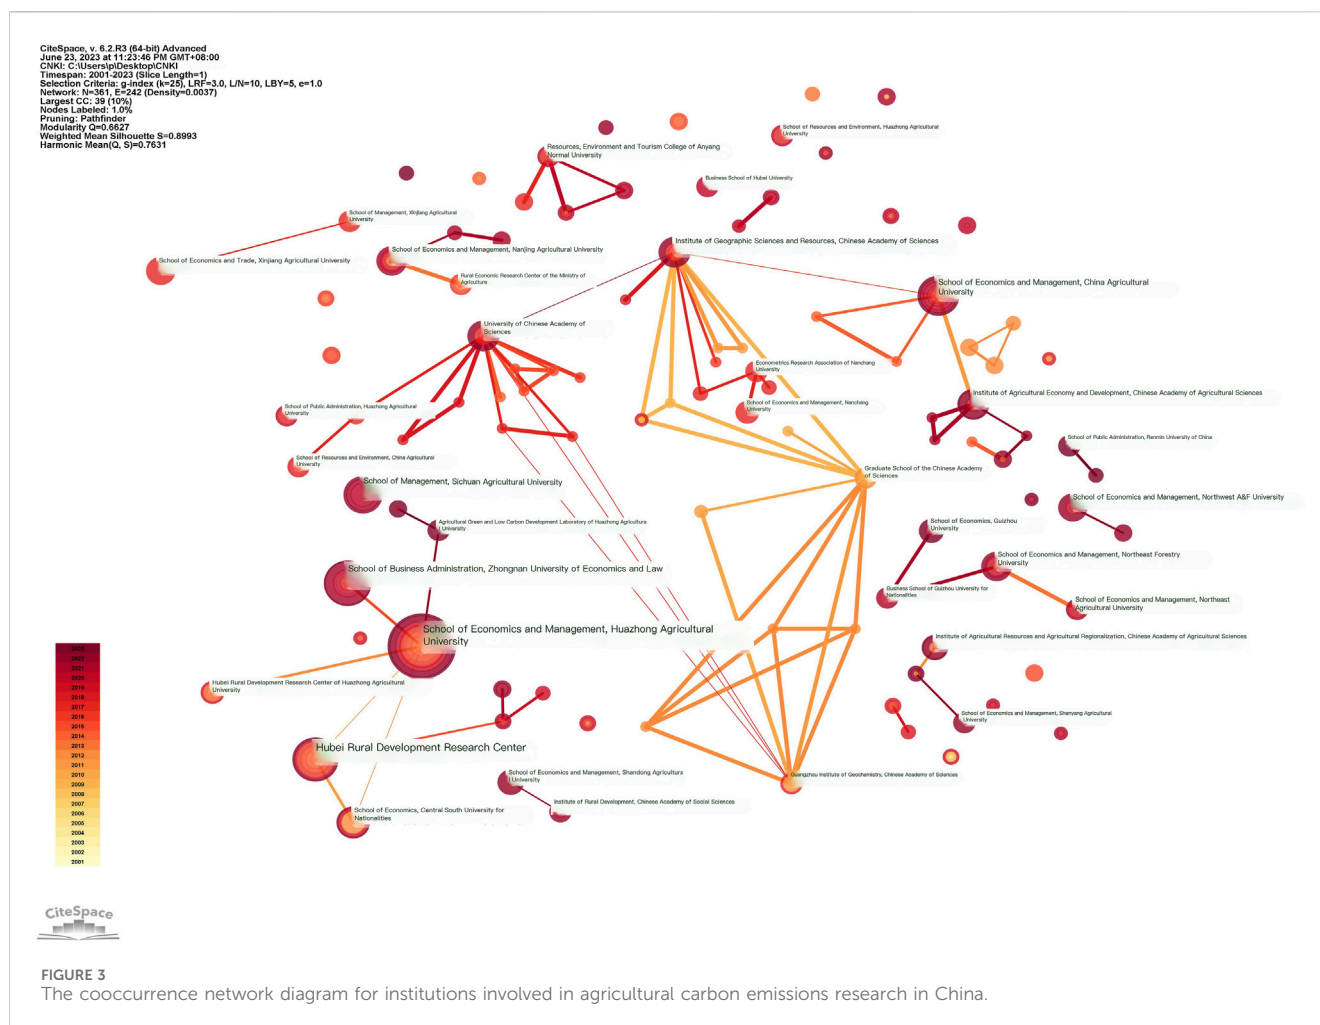 CiteSpace, v. 6.2.R3 (64-bit) Advanced
June 23, 2023 at 11:23:46 PM GMT+08:00
CNKI: C:\Users\p\Desktop\CNKI
Timespan: 2001-2023 (Slice Length=1)
Selection Criteria: g-index (k=25), LRF=3.0, L/N=10, LBY=5, e=1.0
Network: N=361, E=242 (Density=0.0037)
Largest CC: 39 (10%)
Nodes Labeled: 1.0%
Pruning: Pathfinder
Modularity Q=0.6627
Weighted Mean Silhouette S=0.8993
Harmonic Mean(Q, S)=0.7631
School of Resources and Environment, Huazhong Agricultural
University
Resources, Environment and Tourism College of Anyang
Normal University
Business School of Hubei University
School of Management, Xinjiang Agricultural
University
School of Economics and Trade, Xinjiang Agricultural University
School of Economics and Management, Nanjing Agricultural University
Rural Economic Research Center of the Ministry of
Agriculture
Institute of Geographic Sciences and Resources, Chinese Academy of Sciences
School of Economics and Management, China Agricultural
University
University of Chinese Academy of
Sciences
Econometrics Research Association of Nanchang
University
School of Economics and Management, Nanchang
University
Institute of Agricultural Economy and Development, Chinese Academy of Agricultural Sciences
School of Public Administration, Huazhong Agricultural
University
School of Public Administration, Renmin University of China
School of Resources and Environment, China Agricultural
University
Graduate School of the Chinese Academy
of Sciences
School of Management, Sichuan Agricultural University
School of Economics and Management, Northwest A&F University
Agricultural Green and Low Carbon Development Laboratory of Huazhong Agricultura
l University
School of Economics, Guizhou
University
School of Economics and Management, Northeast Forestry
University
School of Business Administration, Zhongnan University of Economics and Law
Business School of Guizhou University for
Nationalities
School of Economics and Management, Northeast
Agricultural University
School of Economics and Management, Huazhong Agricultural
University
Institute of Agricultural Resources and Agricultural Regionalization, Chinese Academy of Agricultural Sciences
Hubei Rural Development Research Center of Huazhong Agricultural
University
School of Economics and Management, Shenyang Agricultural
University
Hubei Rural Development Research Center
School of Economics and Management, Shandong Agricultura
l University
Guangzhou Institute of Geochemistry, Chinese Academy of Sciences
Institute of Rural Development, Chinese Academy of Social Sciences
School of Economics, Central South University for
Nationalities
2023
2022
2021
2020
2019
2018
2017
2016
2015
2014
2013
2012
2011
2010
2009
2008
2007
2006
2005
2004
2003
2002
2001
CiteSpace
FIGURE 3
The cooccurrence network diagram for institutions involved in agricultural carbon emissions research in China.